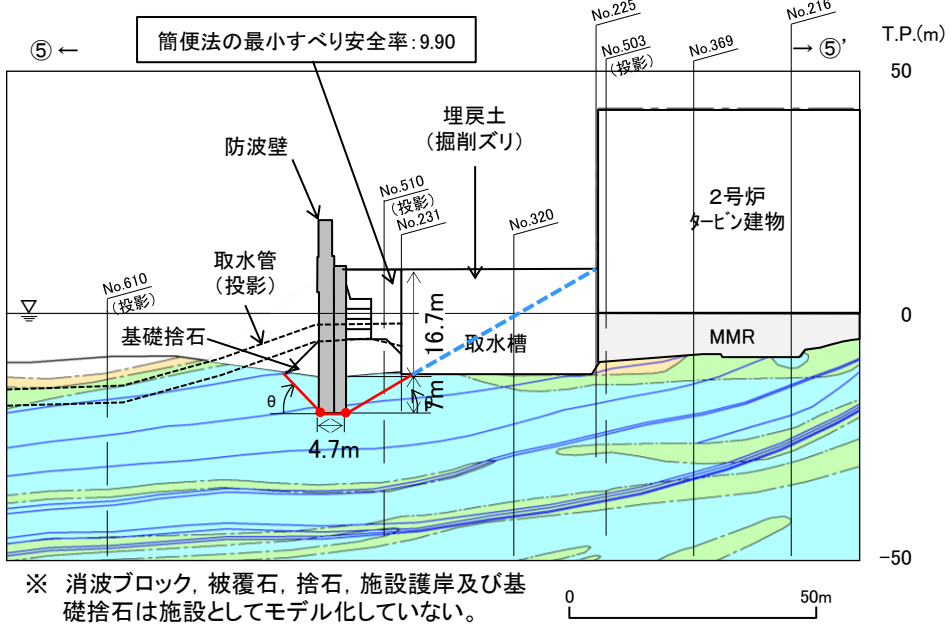 No.225
No.216
No.503
(投影)
No.369
T.P.(m)
⑤ ←
→ ⑤’
簡便法の最小すべり安全率:9.90
50
埋戻土
(掘削ズリ)
防波壁
No.510
(投影)
No.231
No.320
2号炉
タービン建物
取水管
(投影)
No.610
(投影)
0
基礎捨石
16.7m
取水槽
MMR
θ
7m
4.7m
-50
※ 消波ブロック, 被覆石, 捨石, 施設護岸及び基
礎捨石は施設としてモデル化していない。
0
50m